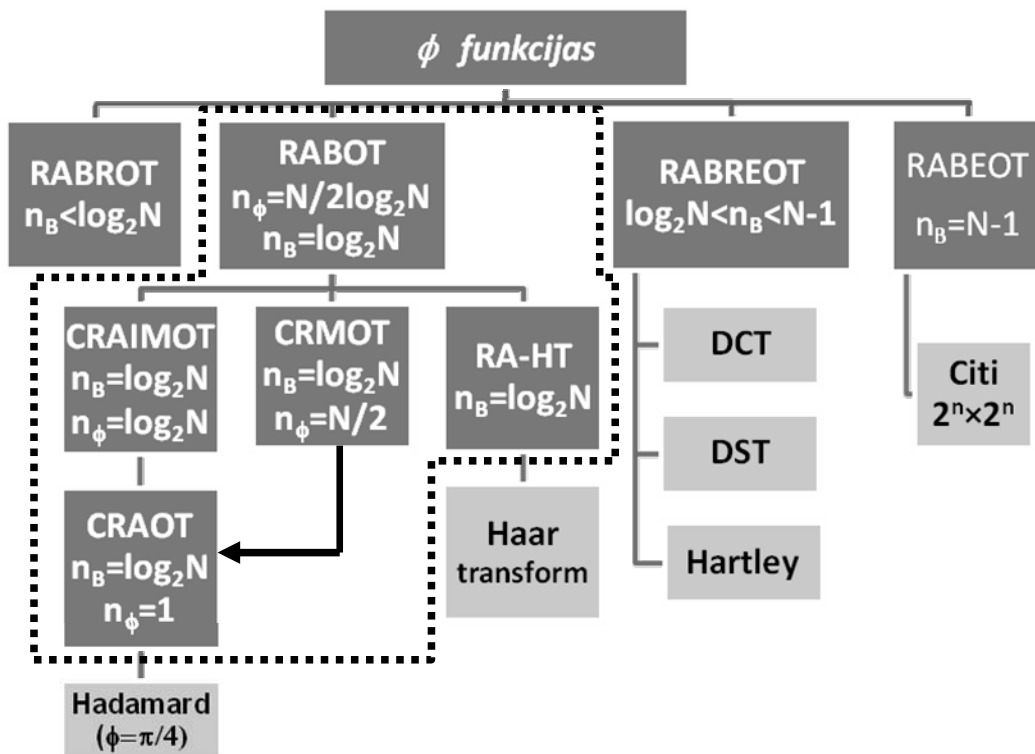 ϕ funkcijas
RABROT
n_B<log₂N
RABOT
n_ϕ=N/2log₂N
n_B=log₂N
RABREOT
log₂N<n_B<N-1
RABEOT
n_B=N-1
CRAIMOT
n_B=log₂N
n_ϕ=log₂N
CRMOT
n_B=log₂N
n_ϕ=N/2
RA-HT
n_B=log₂N
DCT
Citi
2ⁿ×2ⁿ
DST
CRAOT
n_B=log₂N
n_ϕ=1
Haar
transform
Hartley
Hadamard
(ϕ=π/4)